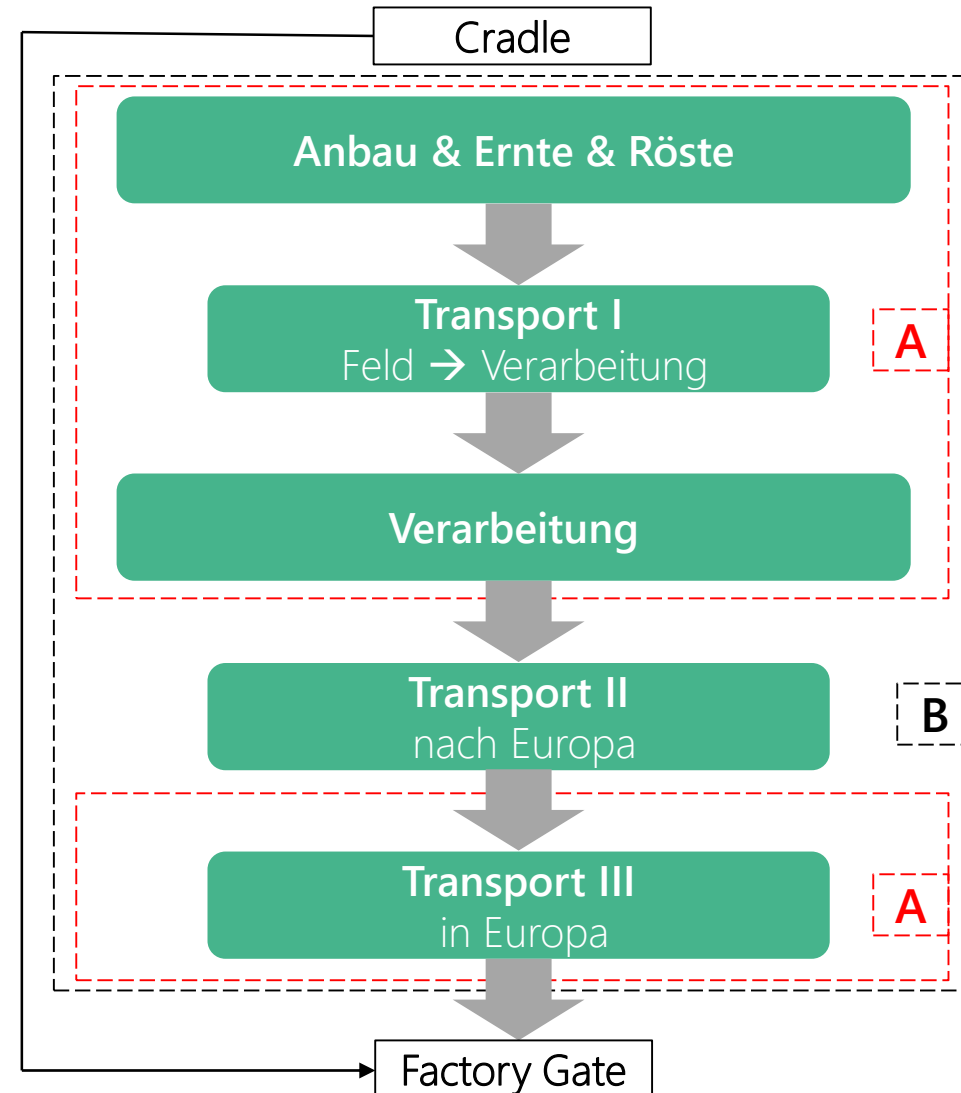 Cradle
Anbau & Ernte & Röste
Transport I
Feld → Verarbeitung
A
Verarbeitung
Transport II
nach Europa
B
Transport III
in Europa
A
Factory Gate